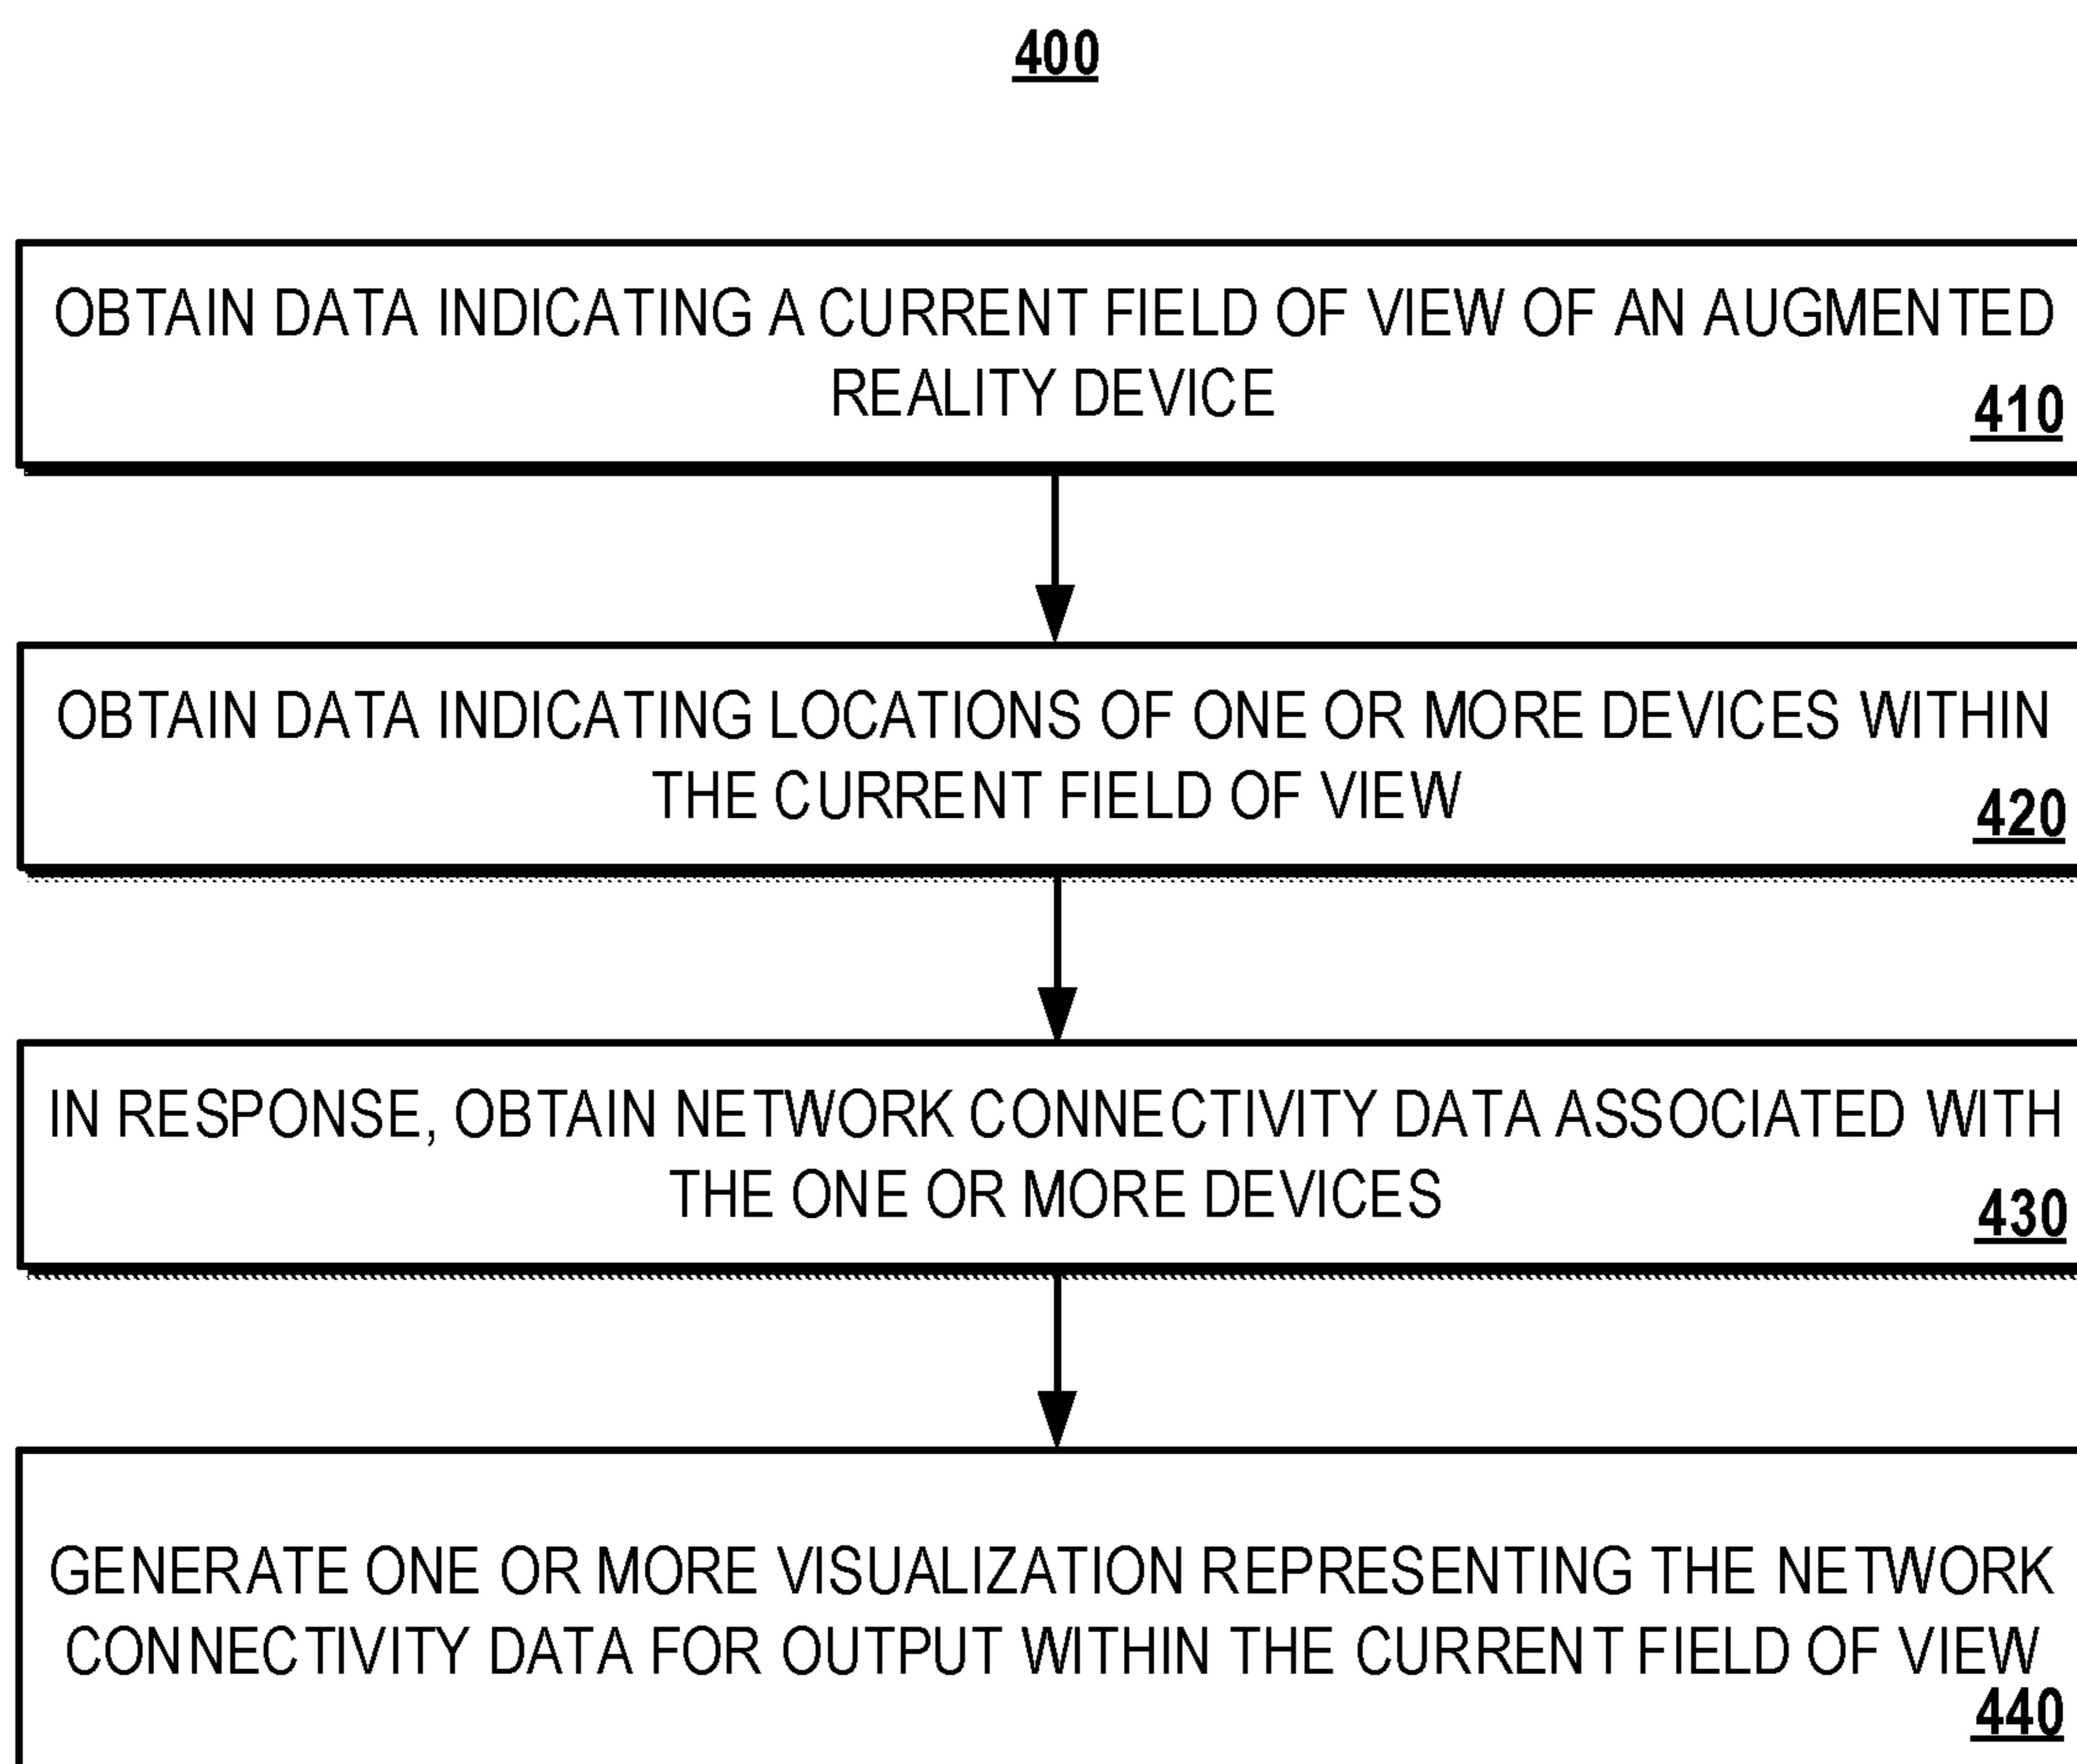 400
OBTAIN DATA INDICATING A CURRENT FIELD OF VIEW OF AN AUGMENTED
REALITY DEVICE
410
OBTAIN DATA INDICATING LOCATIONS OF ONE OR MORE DEVICES WITHIN
THE CURRENT FIELD OF VIEW
420
IN RESPONSE, OBTAIN NETWORK CONNECTIVITY DATA ASSOCIATED WITH
THE ONE OR MORE DEVICES
430
GENERATE ONE OR MORE VISUALIZATION REPRESENTING THE NETWORK
CONNECTIVITY DATA FOR OUTPUT WITHIN THE CURRENT FIELD OF VIEW
440